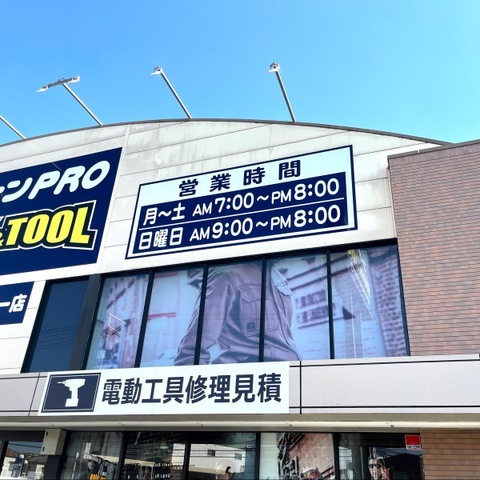 ンPRO
&TOOL
ー店
営業時間
月〜土 AM7:00〜PM8:00
日曜日 AM9:00〜PM8:00
電動工具修理見積